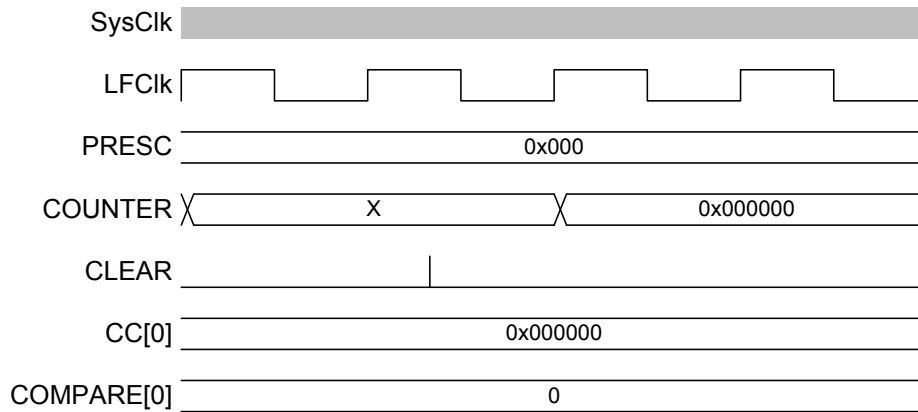 SysClk
LFClk
PRESC 0x000
COUNTER X 0x000000
CLEAR
CC[0] 0x000000
COMPARE[0] 0